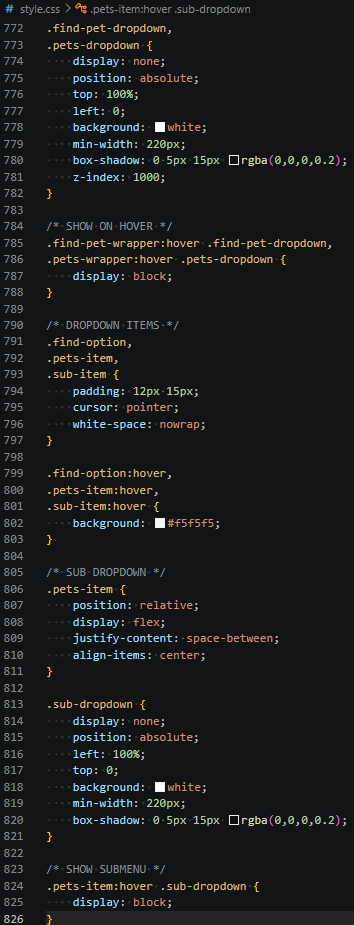 # style.css > .pets-item:hover .sub-dropdown
772 .find-pet-dropdown,
773 .pets-dropdown {
774     display: none;
775     position: absolute;
776     top: 100%;
777     left: 0;
778     background: white;
779     min-width: 220px;
780     box-shadow: 0 5px 15px rgba(0,0,0,0.2);
781     z-index: 1000;
782 }
783
784 /* SHOW ON HOVER */
785 .find-pet-wrapper:hover .find-pet-dropdown,
786 .pets-wrapper:hover .pets-dropdown {
787     display: block;
788 }
789
790 /* DROPDOWN ITEMS */
791 .find-option,
792 .pets-item,
793 .sub-item {
794     padding: 12px 15px;
795     cursor: pointer;
796     white-space: nowrap;
797 }
798
799 .find-option:hover,
800 .pets-item:hover,
801 .sub-item:hover {
802     background: #f5f5f5;
803 }
804
805 /* SUB DROPDOWN */
806 .pets-item {
807     position: relative;
808     display: flex;
809     justify-content: space-between;
810     align-items: center;
811 }
812
813 .sub-dropdown {
814     display: none;
815     position: absolute;
816     left: 100%;
817     top: 0;
818     background: white;
819     min-width: 220px;
820     box-shadow: 0 5px 15px rgba(0,0,0,0.2);
821 }
822
823 /* SHOW SUBMENU */
824 .pets-item:hover .sub-dropdown {
825     display: block;
826 }